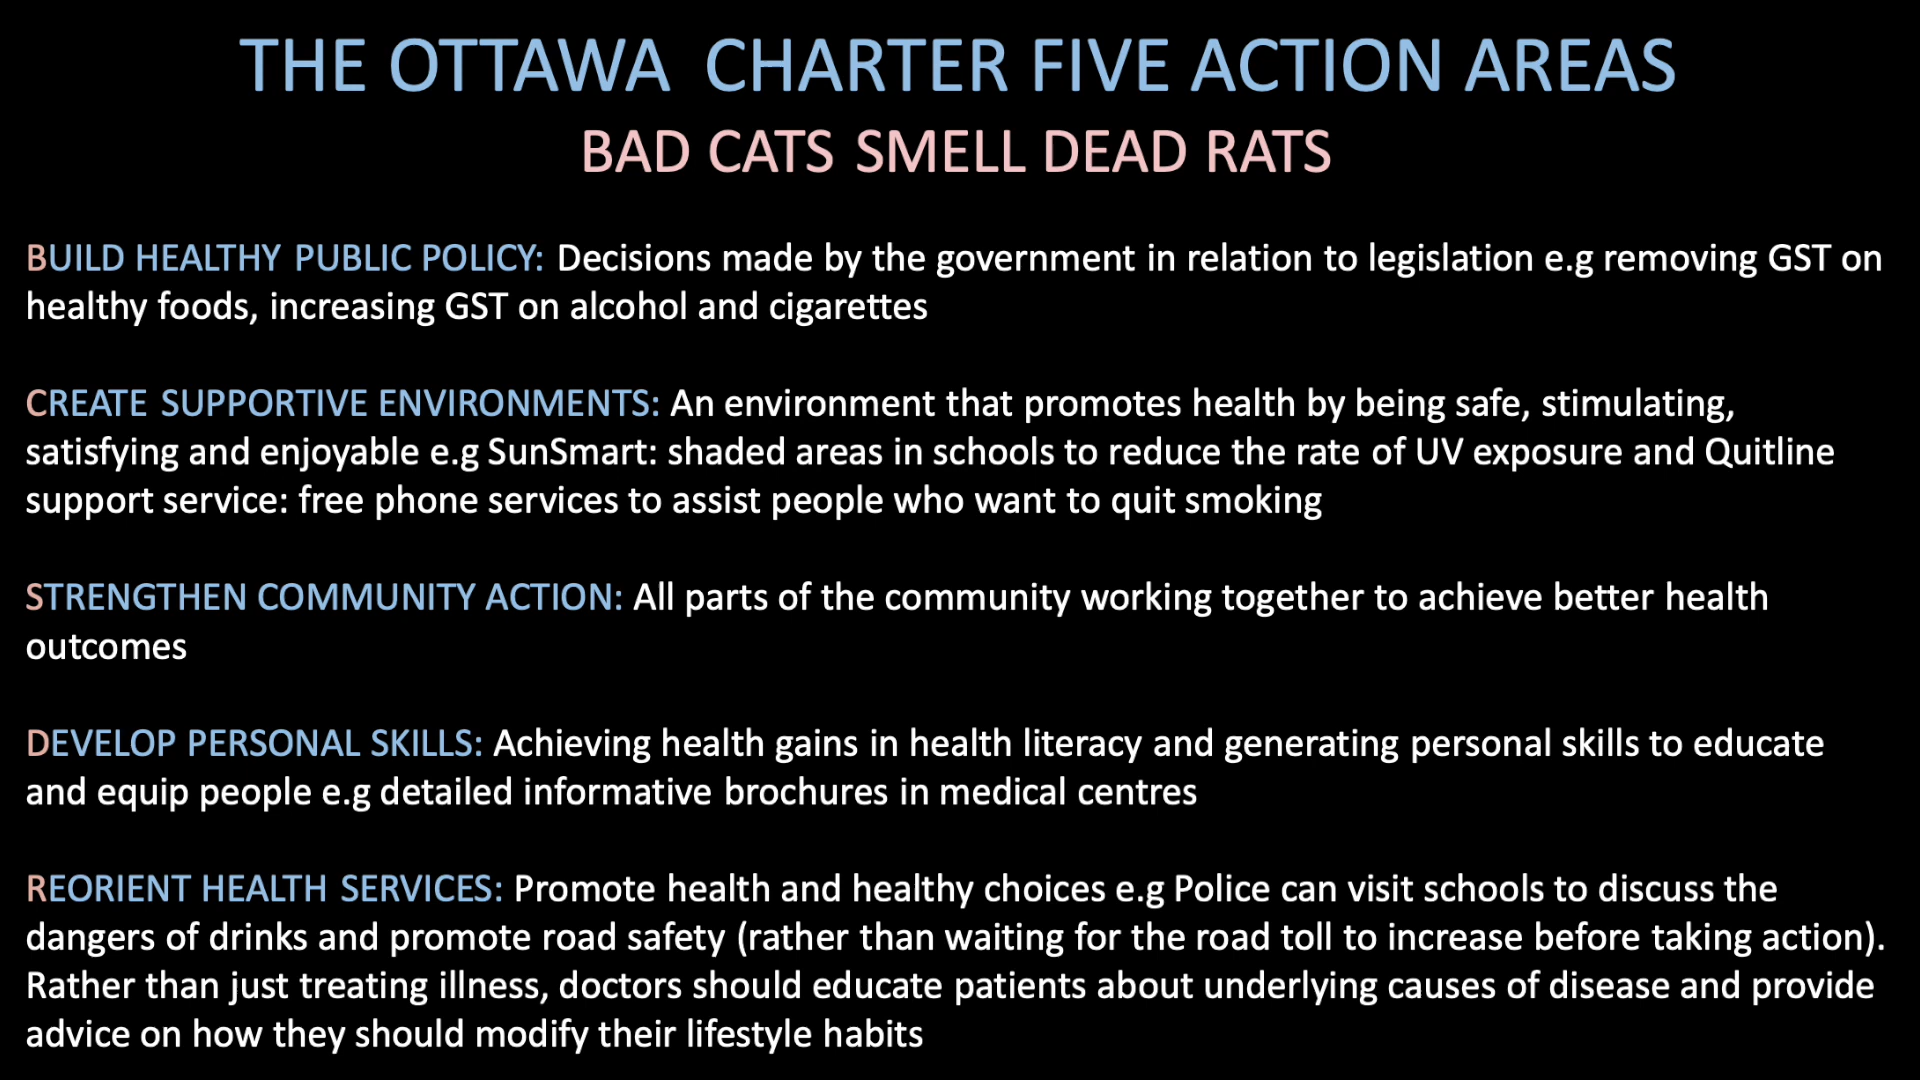 THE OTTAWA CHARTER FIVE ACTION AREAS
BAD CATS SMELL DEAD RATS
BUILD HEALTHY PUBLIC POLICY: Decisions made by the government in relation to legislation e.g removing GST on
healthy foods, increasing GST on alcohol and cigarettes
CREATE SUPPORTIVE ENVIRONMENTS: An environment that promotes health by being safe, stimulating,
satisfying and enjoyable e.g SunSmart: shaded areas in schools to reduce the rate of UV exposure and Quitline
support service: free phone services to assist people who want to quit smoking
STRENGTHEN COMMUNITY ACTION: All parts of the community working together to achieve better health
outcomes
DEVELOP PERSONAL SKILLS: Achieving health gains in health literacy and generating personal skills to educate
and equip people e.g detailed informative brochures in medical centres
REORIENT HEALTH SERVICES: Promote health and healthy choices e.g Police can visit schools to discuss the
dangers of drinks and promote road safety (rather than waiting for the road toll to increase before taking action).
Rather than just treating illness, doctors should educate patients about underlying causes of disease and provide
advice on how they should modify their lifestyle habits